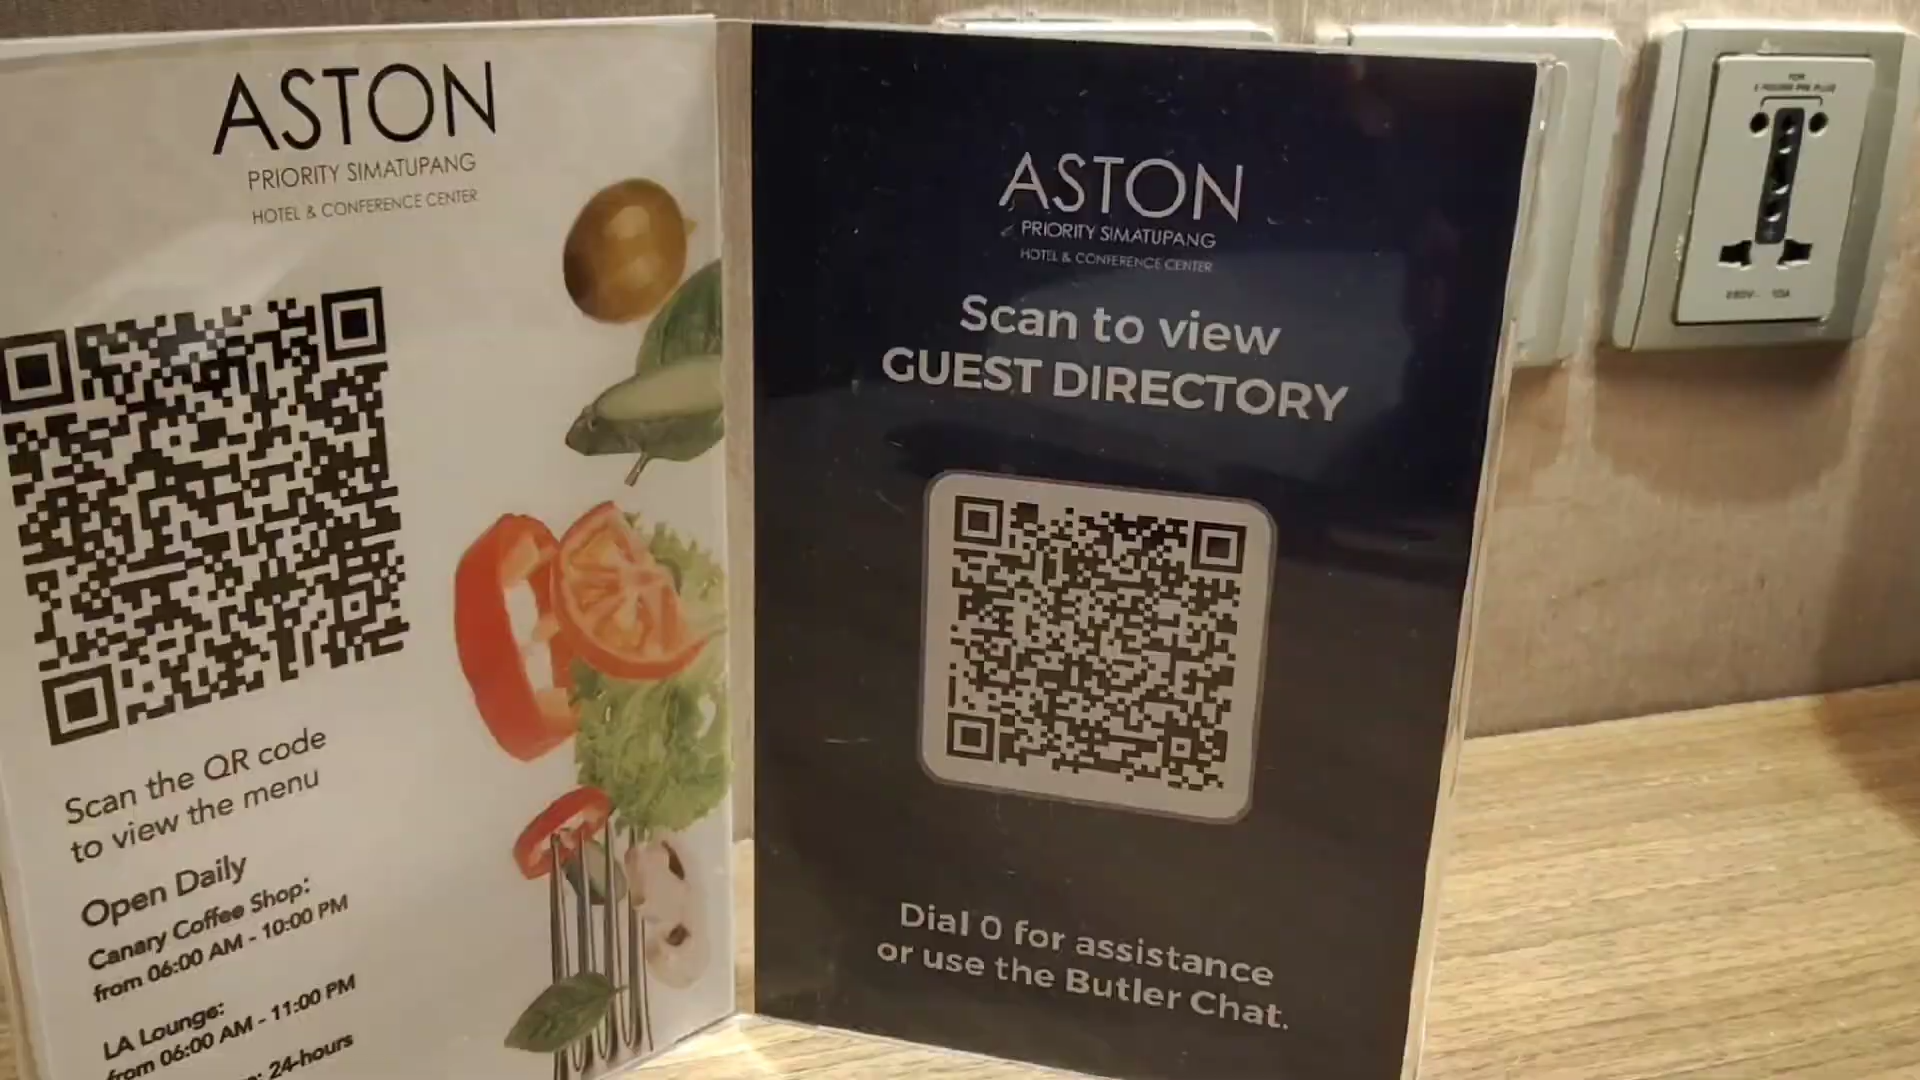 ASTON
PRIORITY SIMATUPANG
HOTEL & CONFERENCE CENTER
Scan the QR code
to view the menu
Open Daily
Canary Coffee Shop:
from 06:00 AM - 10:00 PM
LA Lounge:
from 06:00 AM - 11:00 PM
24-hours
ASTON
PRIORITY SIMATUPANG
HOTEL & CONFERENCE CENTER
Scan to view
GUEST DIRECTORY
Dial 0 for assistance
or use the Butler Chat.
FOR